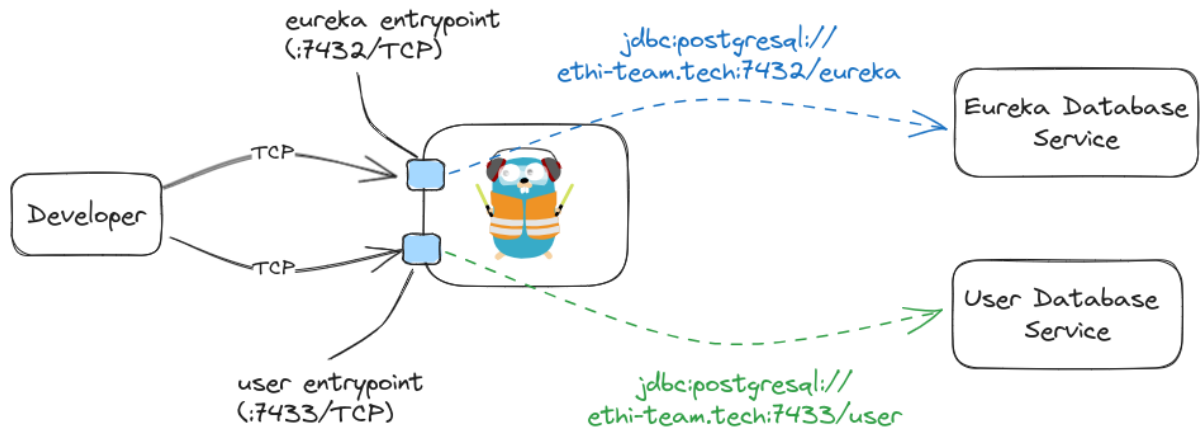 eureka entrypoint
(:7432/TCP)
jdbc:postgresql://
ethi-team.tech:7432/eureka
Eureka Database
Service
TCP
Developer
TCP
User Database
Service
user entrypoint
(:7433/TCP)
jdbc:postgresql://
ethi-team.tech:7433/user